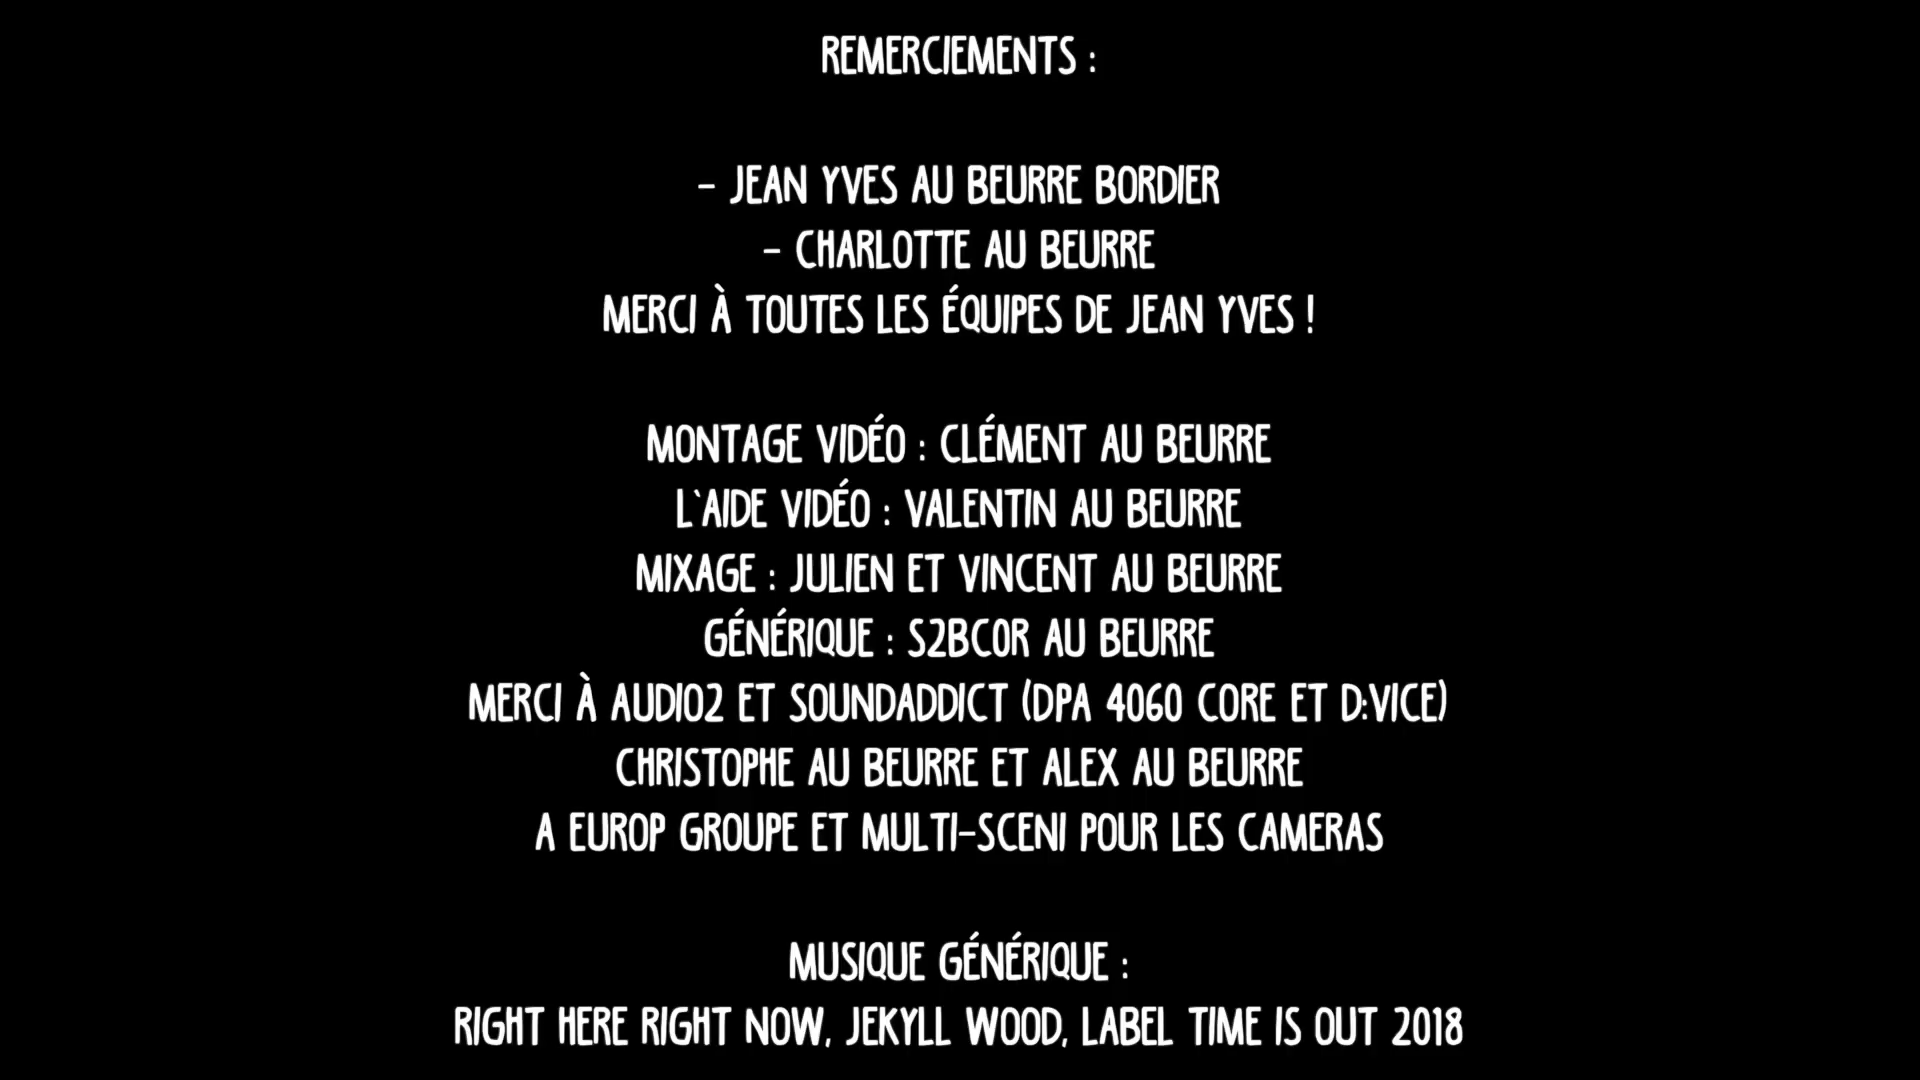 REMERCIEMENTS :
- JEAN YVES AU BEURRE BORDIER
- CHARLOTTE AU BEURRE
MERCI À TOUTES LES ÉQUIPES DE JEAN YVES !
MONTAGE VIDÉO : CLÉMENT AU BEURRE
L`AIDE VIDÉO : VALENTIN AU BEURRE
MIXAGE : JULIEN ET VINCENT AU BEURRE
GÉNÉRIQUE : S2BCOR AU BEURRE
MERCI À AUDIO2 ET SOUNDADDICT (DPA 4060 CORE ET D:VICE)
CHRISTOPHE AU BEURRE ET ALEX AU BEURRE
A EUROP GROUPE ET MULTI-SCENI POUR LES CAMERAS
MUSIQUE GÉNÉRIQUE :
RIGHT HERE RIGHT NOW, JEKYLL WOOD, LABEL TIME IS OUT 2018